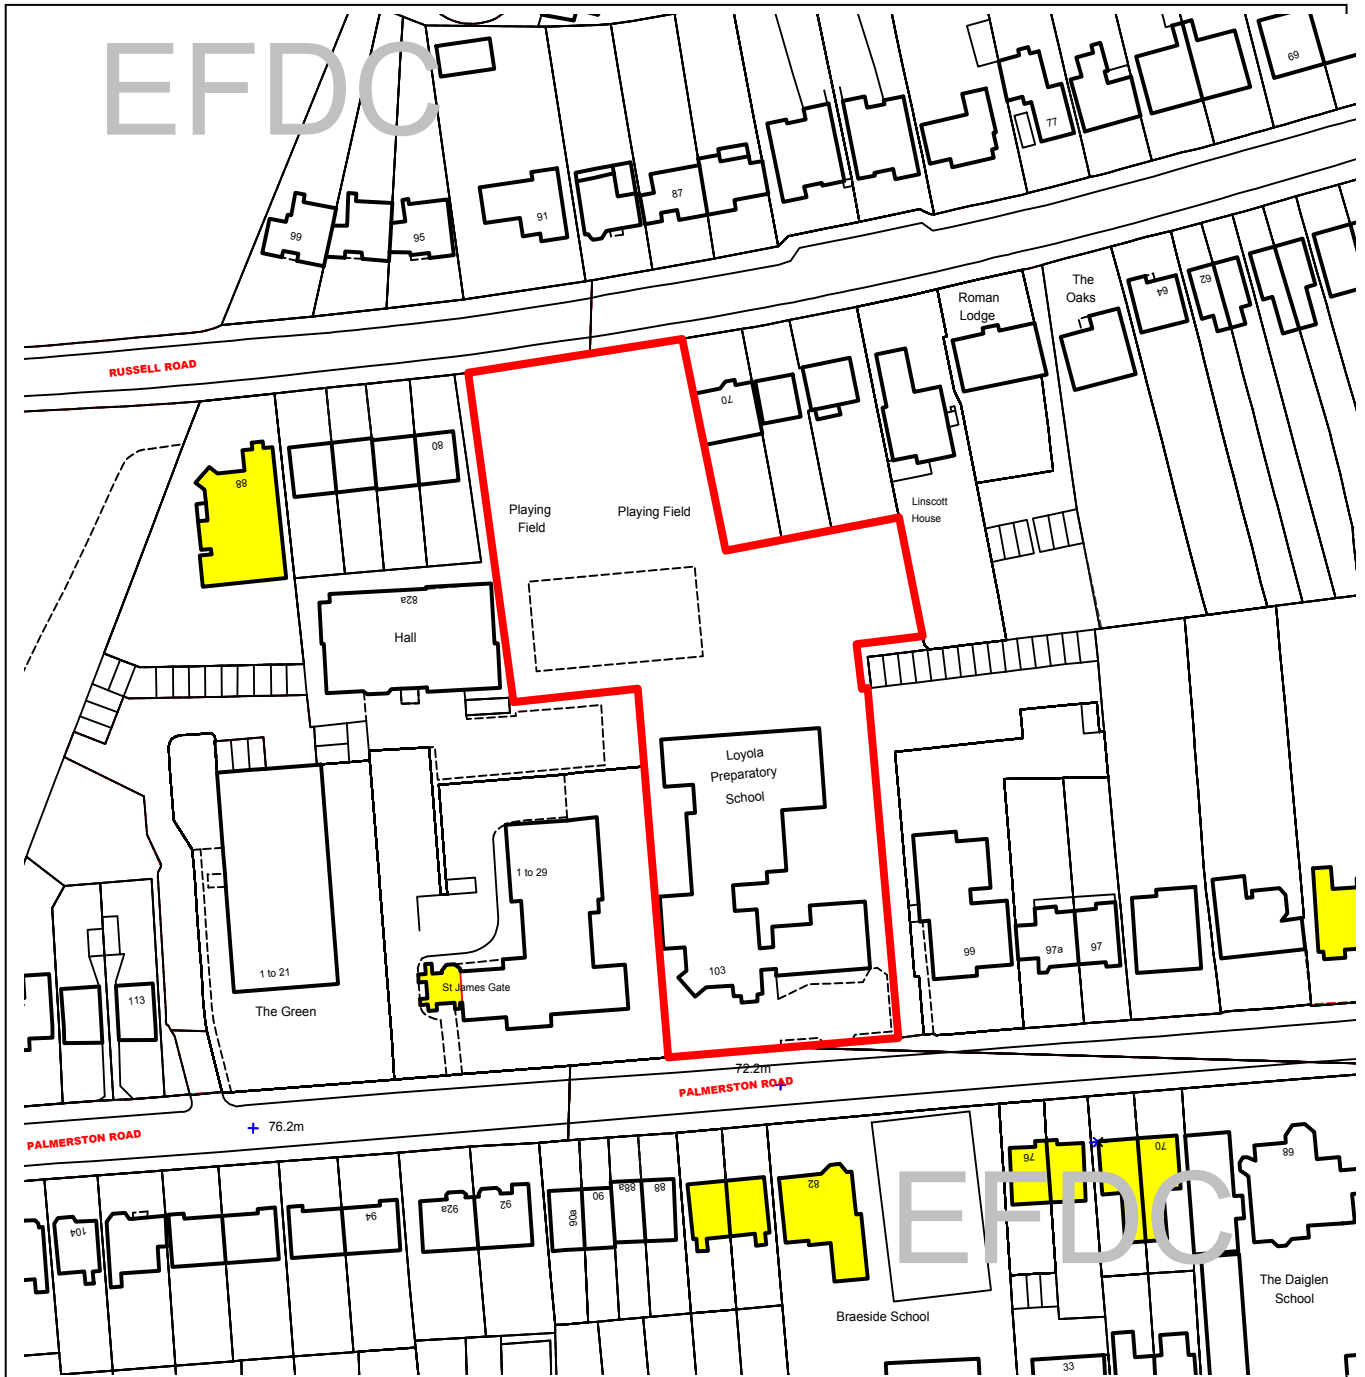 EFDC
69
77
91
87
99
95
The
Oaks
Roman
Lodge
64
62
RUSSELL ROAD
70
80
88
Playing
Field
Playing Field
Linscott
House
82a
Hall
Loyola
Preparatory
School
1 to 29
99
97a
97
103
1 to 21
St James Gate
113
The Green
72.2m
PALMERSTON ROAD
76.2m
PALMERSTON ROAD
76
70
68
82
EFDC
104
94
92a
92
90a
90
88a
88
The Daiglen
School
Braeside School
33